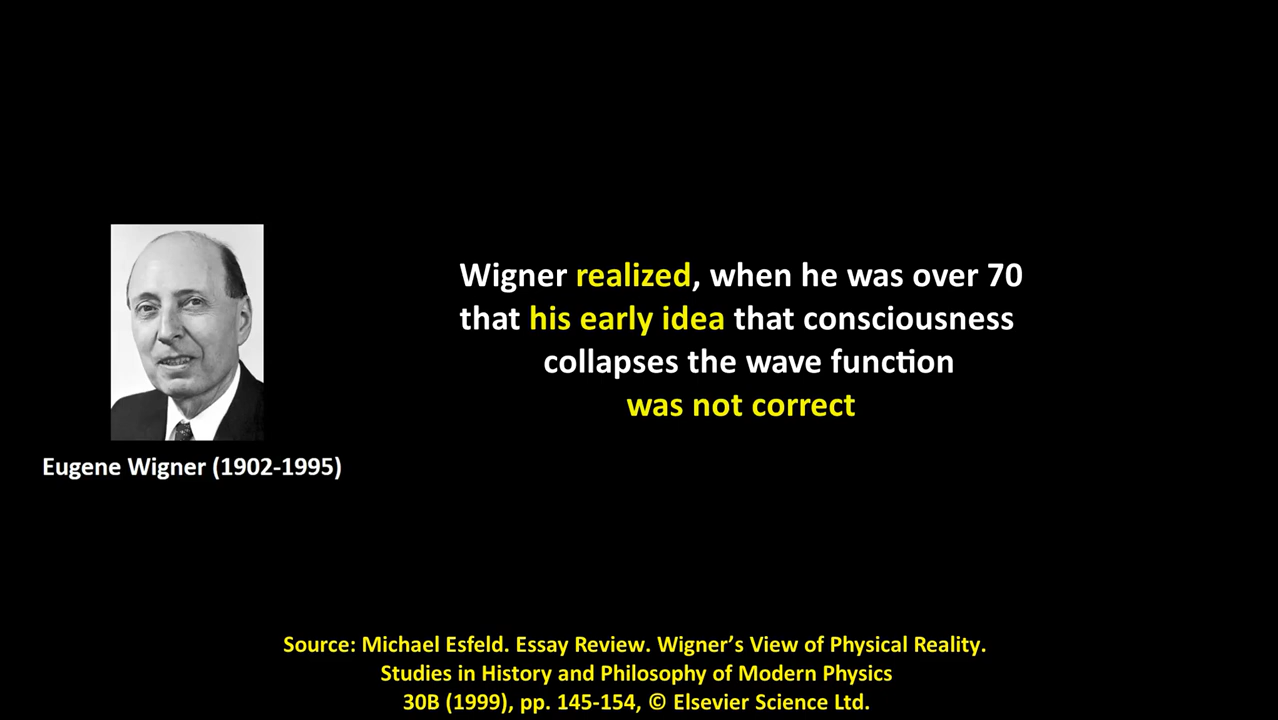 Wigner realized, when he was over 70
that his early idea that consciousness
collapses the wave function
was not correct
Eugene Wigner (1902-1995)
Source: Michael Esfeld. Essay Review. Wigner’s View of Physical Reality.
Studies in History and Philosophy of Modern Physics
30B (1999), pp. 145-154, © Elsevier Science Ltd.